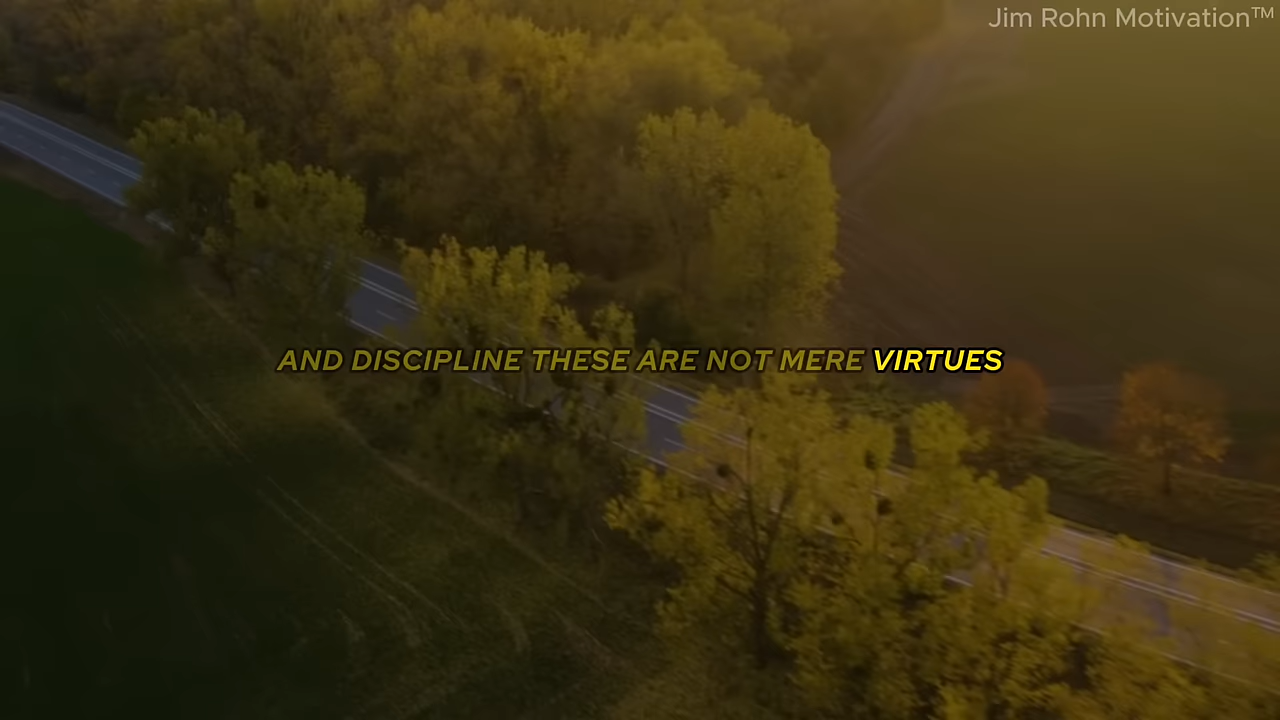 Jim Rohn Motivation™
AND DISCIPLINE THESE ARE NOT MERE VIRTUES